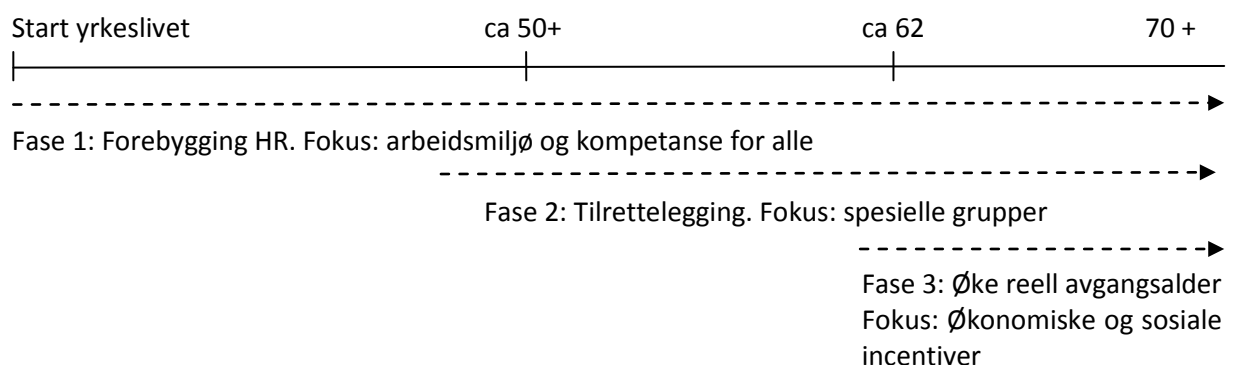 Start yrkeslivet ca 50+ ca 62 70 +
Fase 1: Forebygging HR. Fokus: arbeidsmiljø og kompetanse for alle
Fase 2: Tilrettelegging. Fokus: spesielle grupper
Fase 3: Øke reell avgangsalder
Fokus: Økonomiske og sosiale
incentiver